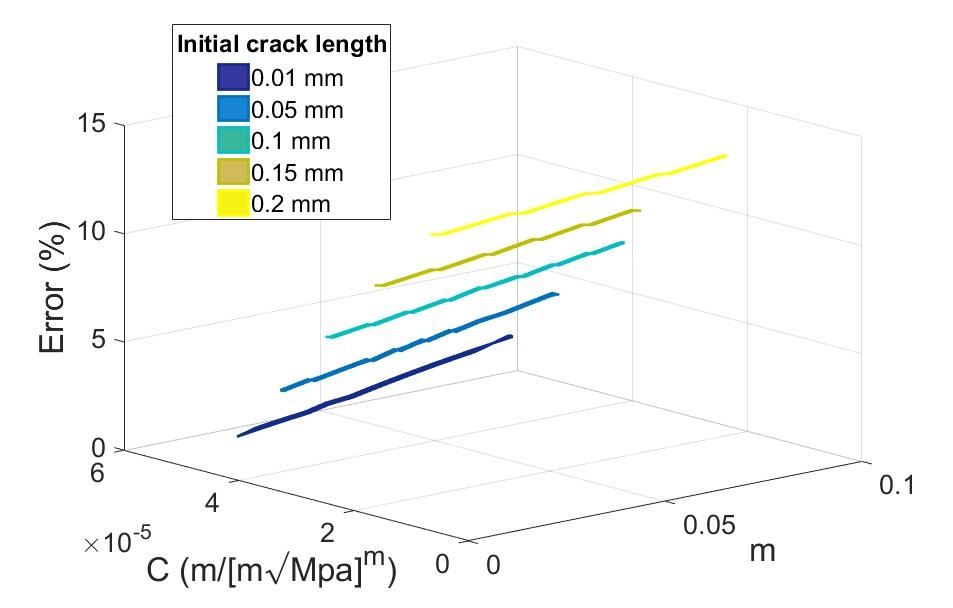 Initial crack length
0.01 mm
0.05 mm
0.1 mm
0.15 mm
0.2 mm
15
10
5
0
Error (%)
6
4
2
0
×10-5
C (m/[m√Mpa]m)
0
0.05
0.1
m